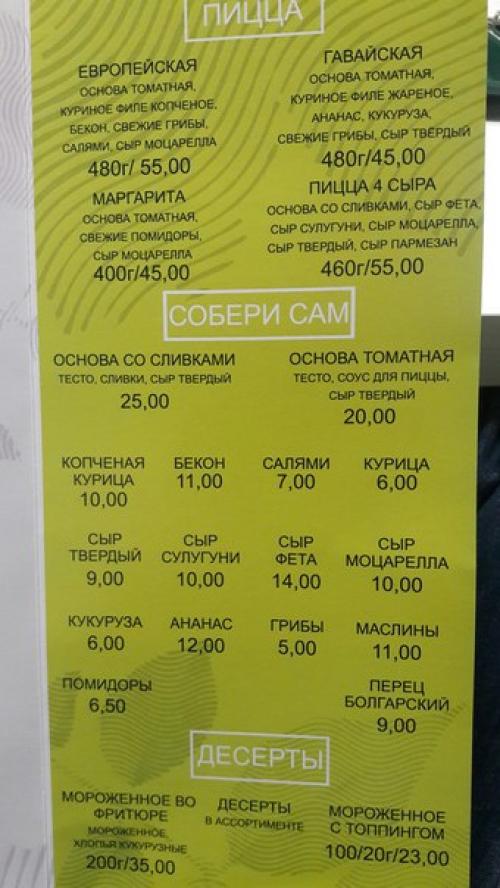 ПИЦЦА
ЕВРОПЕЙСКАЯ
ОСНОВА ТОМАТНАЯ,
КУРИНОЕ ФИЛЕ КОПЧЕНОЕ,
БЕКОН, СВЕЖИЕ ГРИБЫ,
САЛЯМИ, СЫР МОЦАРЕЛЛА
480г/ 55,00
ГАВАЙСКАЯ
ОСНОВА ТОМАТНАЯ,
КУРИНОЕ ФИЛЕ ЖАРЕНОЕ,
АНАНАС, КУКУРУЗА,
СВЕЖИЕ ГРИБЫ, СЫР ТВЁРДЫЙ
480г/45,00
МАРГАРИТА
ОСНОВА ТОМАТНАЯ,
СВЕЖИЕ ПОМИДОРЫ,
СЫР МОЦАРЕЛЛА
400г/45,00
ПИЦЦА 4 СЫРА
ОСНОВА СО СЛИВКАМИ, СЫР ФЕТА,
СЫР СУЛУГУНИ, СЫР МОЦАРЕЛЛА,
СЫР ТВЕРДЫЙ, СЫР ПАРМЕЗАН
460г/55,00
СОБЕРИ САМ
ОСНОВА СО СЛИВКАМИ
ТЕСТО, СЛИВКИ, СЫР ТВЕРДЫЙ
25,00
ОСНОВА ТОМАТНАЯ
ТЕСТО, СОУС ДЛЯ ПИЦЦЫ,
СЫР ТВЕРДЫЙ
20,00
КОПЧЕНАЯ
КУРИЦА
10,00
БЕКОН
11,00
САЛЯМИ
7,00
КУРИЦА
6,00
СЫР
ТВЕРДЫЙ
9,00
СЫР
СУЛУГУНИ
10,00
СЫР
ФЕТА
14,00
СЫР
МОЦАРЕЛЛА
10,00
КУКУРУЗА
6,00
АНАНАС
12,00
ГРИБЫ
5,00
МАСЛИНЫ
11,00
ПОМИДОРЫ
6,50
ПЕРЕЦ
БОЛГАРСКИЙ
9,00
ДЕСЕРТЫ
МОРОЖЕННОЕ ВО
ФРИТЮРЕ
МОРОЖЕННОЕ,
ХЛОПЬЯ КУКУРУЗНЫЕ
200г/35,00
ДЕСЕРТЫ
В АССОРТИМЕНТЕ
МОРОЖЕННОЕ
С ТОППИНГОМ
100/20г/23,00